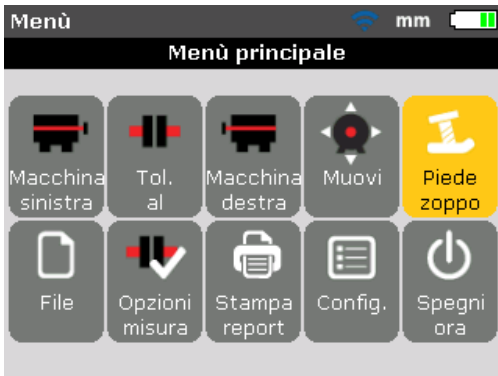 Menù mm
Menù principale
Macchina sinistra
Tol. al
Macchina destra
Muovi
Piede zoppo
File
Opzioni misura
Stampa report
Config.
Spegni ora